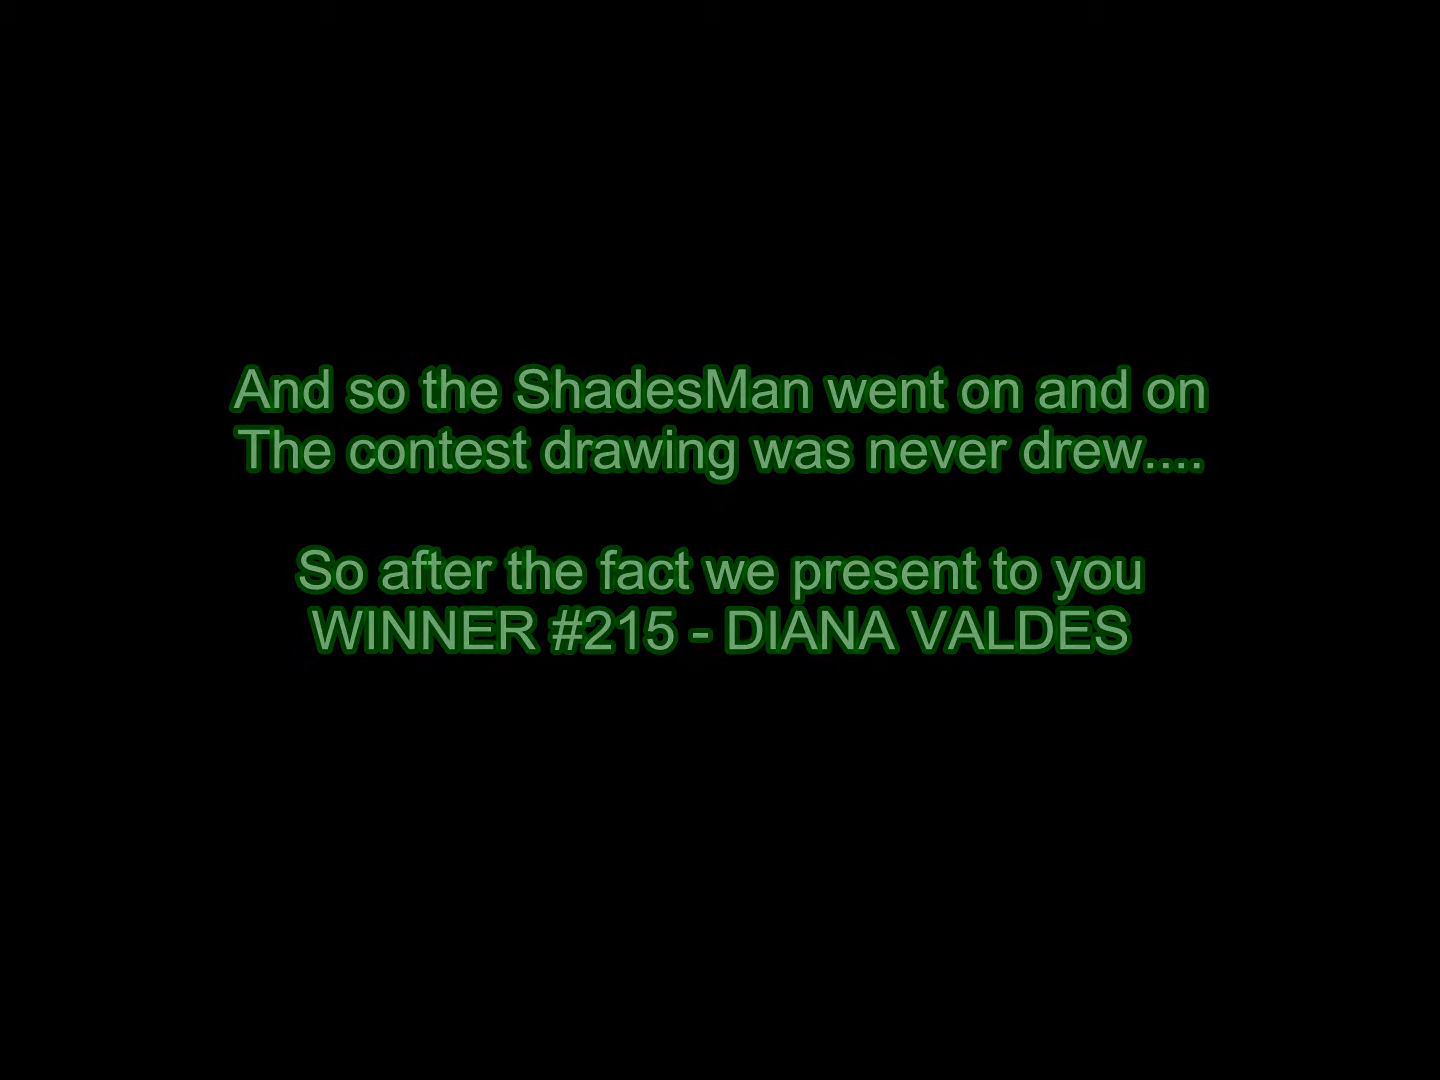 And so the ShadesMan went on and on
The contest drawing was never drew....
So after the fact we present to you
WINNER #215 - DIANA VALDES